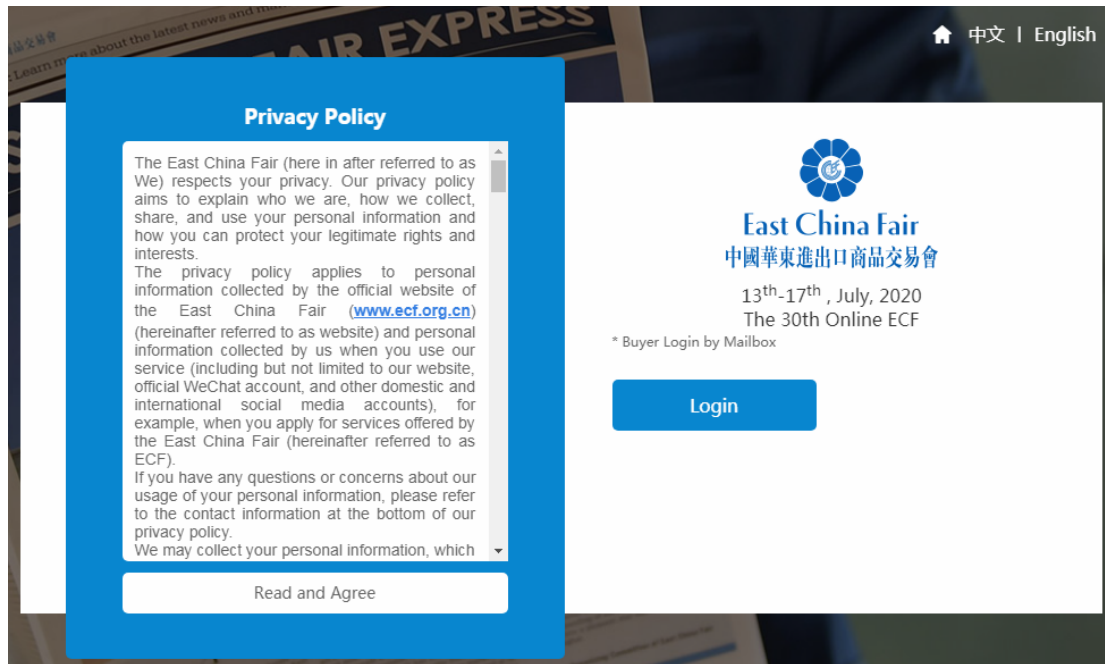 about the latest news and
Learn
AIR EXPRESS
中文 | English
Privacy Policy
The East China Fair (here in after referred to as
We) respects your privacy. Our privacy policy
aims to explain who we are, how we collect,
share, and use your personal information and
how you can protect your legitimate rights and
interests.
The privacy policy applies to personal
information collected by the official website of
the East China Fair (www.ecf.org.cn)
(hereinafter referred to as website) and personal
information collected by us when you use our
service (including but not limited to our website,
official WeChat account, and other domestic and
international social media accounts), for
example, when you apply for services offered by
the East China Fair (hereinafter referred to as
ECF).
If you have any questions or concerns about our
usage of your personal information, please refer
to the contact information at the bottom of our
privacy policy.
We may collect your personal information, which
Read and Agree
East China Fair
中國華東進出口商品交易會
13th-17th , July, 2020
The 30th Online ECF
* Buyer Login by Mailbox
Login